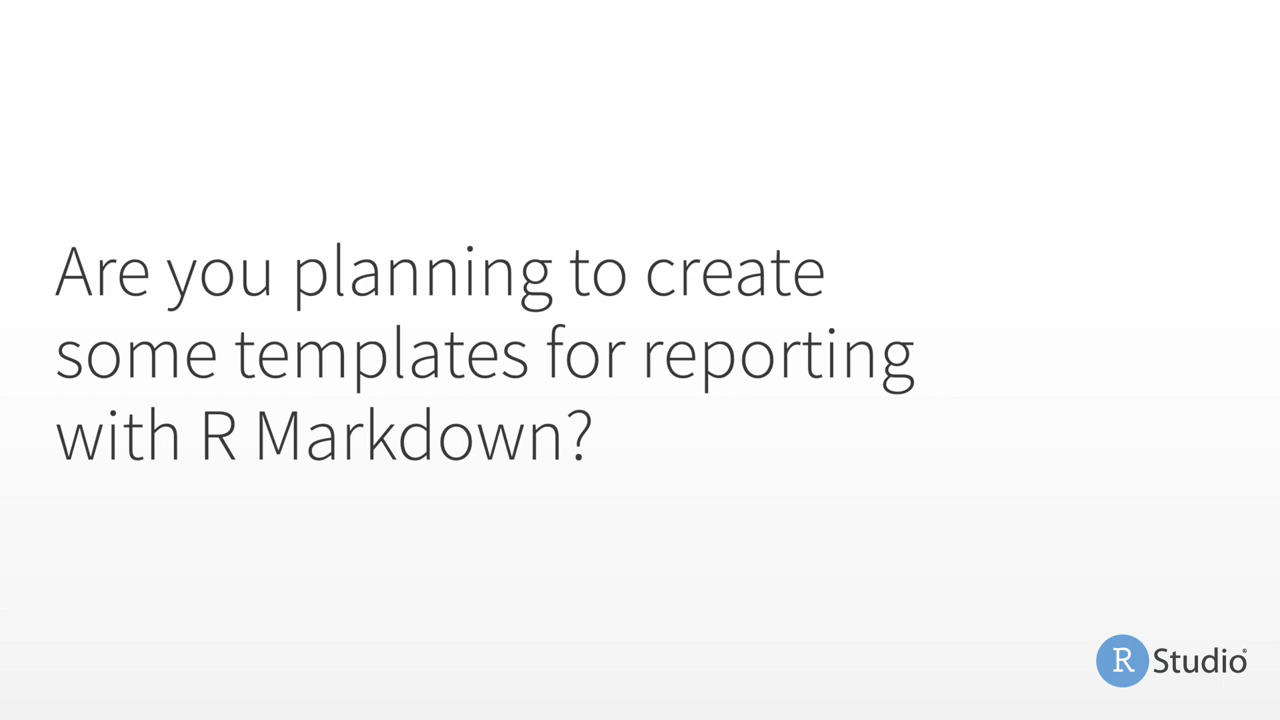 Are you planning to create
some templates for reporting
with R Markdown?
R Studio®